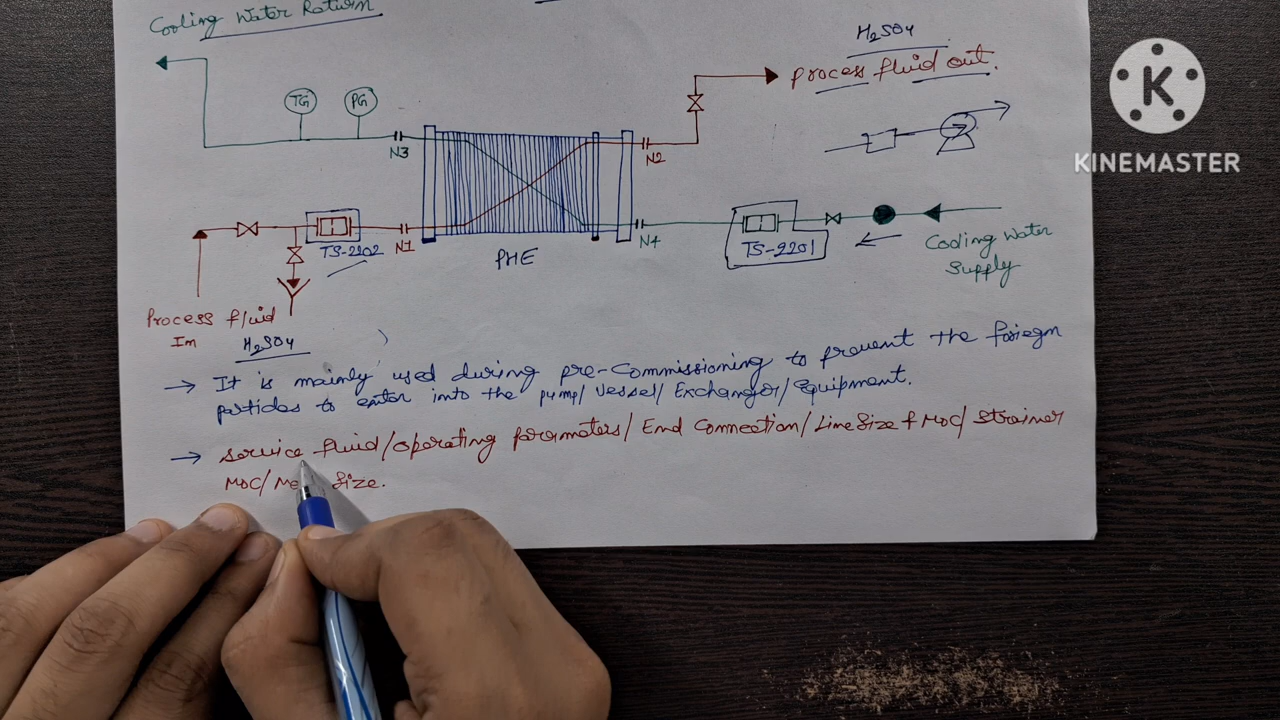 Cooling Water Return
H2SO4
Process fluid out.
TG
PG
N3
N2
K
KINEMASTER
TS-2202
N1
PHE
N4
TS-2201
Cooling Water
Supply
Process fluid
In
H2SO4
→ It is mainly used during pre-Commissioning to prevent the foriegn
particles to enter into the pump/ Vessel/ Exchanger/ Equipment.
→ Service fluid/operating parameters/ End Connection/ Line Size & MOC/ Strainer
MOC/ Size.